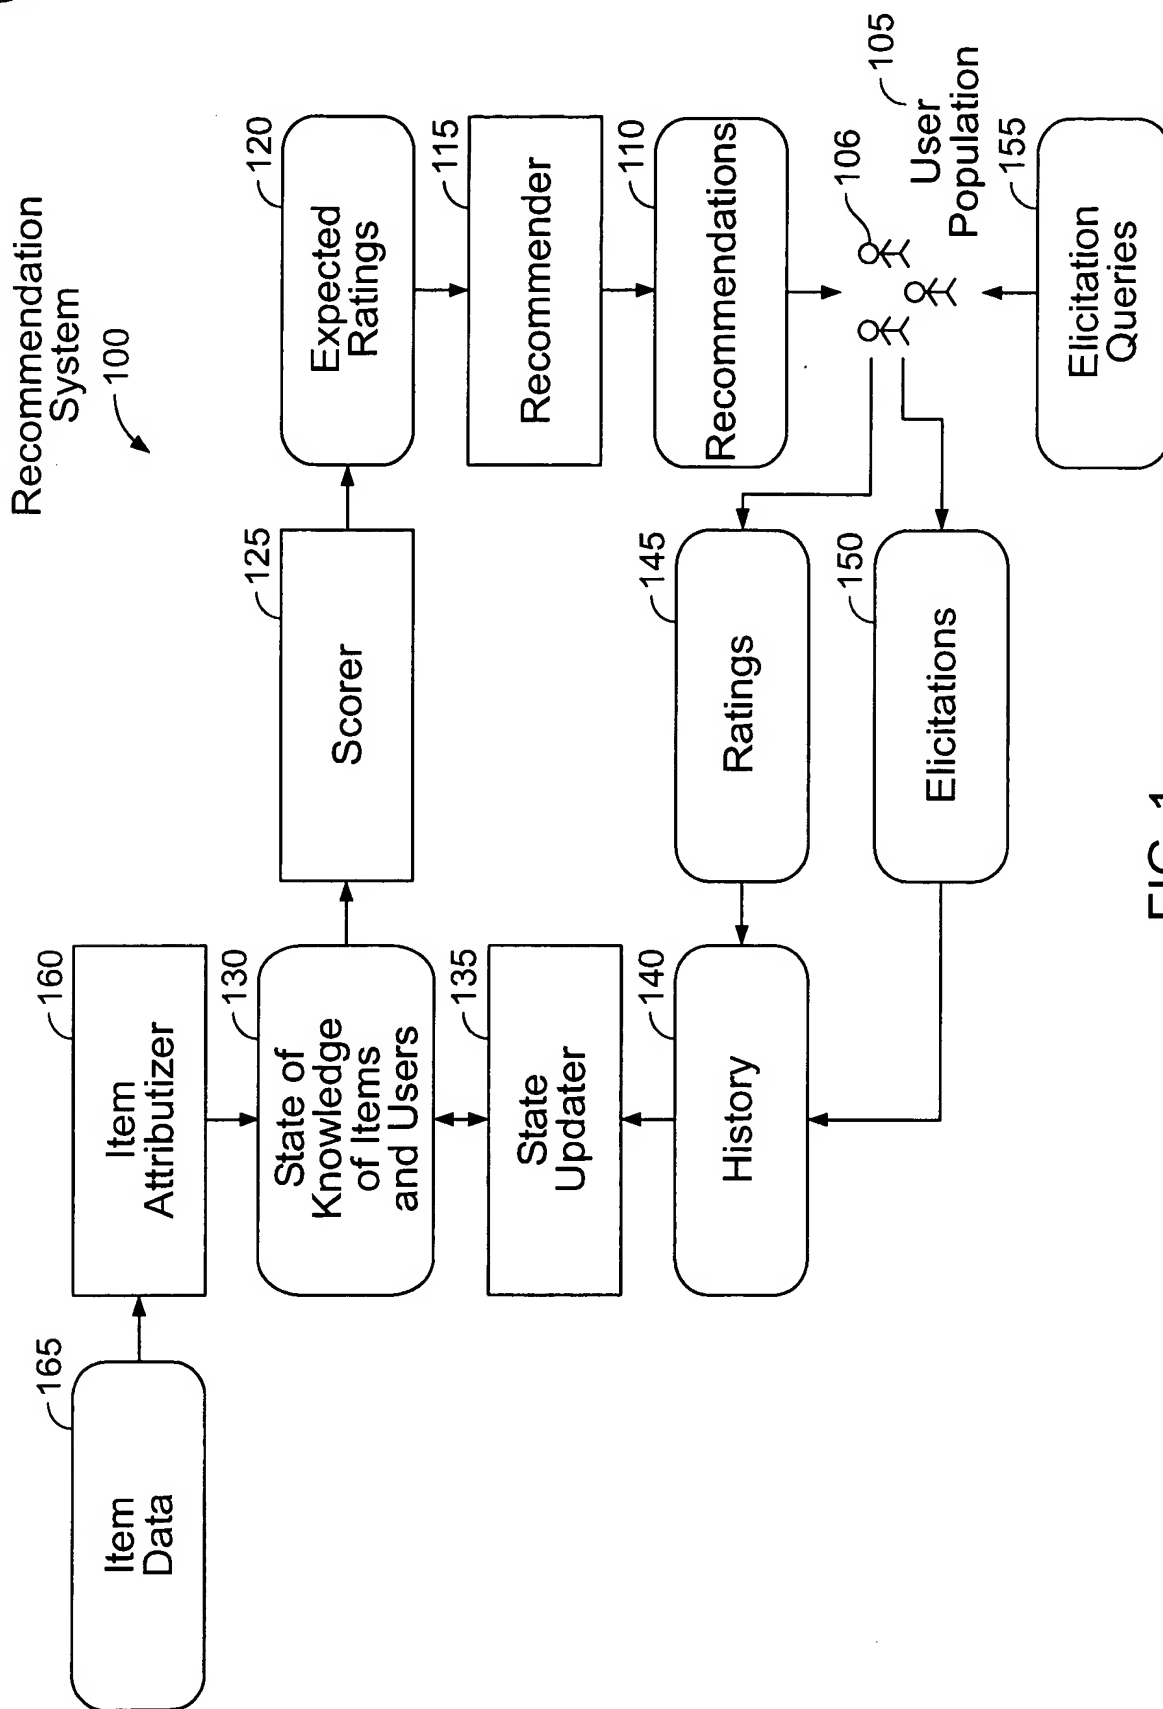 Recommendation
System
100
165
Item
Data
160
Item
Attributizer
130
State of
Knowledge
of Items
and Users
125
Scorer
120
Expected
Ratings
135
State
Updater
115
Recommender
140
History
145
Ratings
110
Recommendations
150
Elicitations
106
105
User
Population
155
Elicitation
Queries
FIG. 1